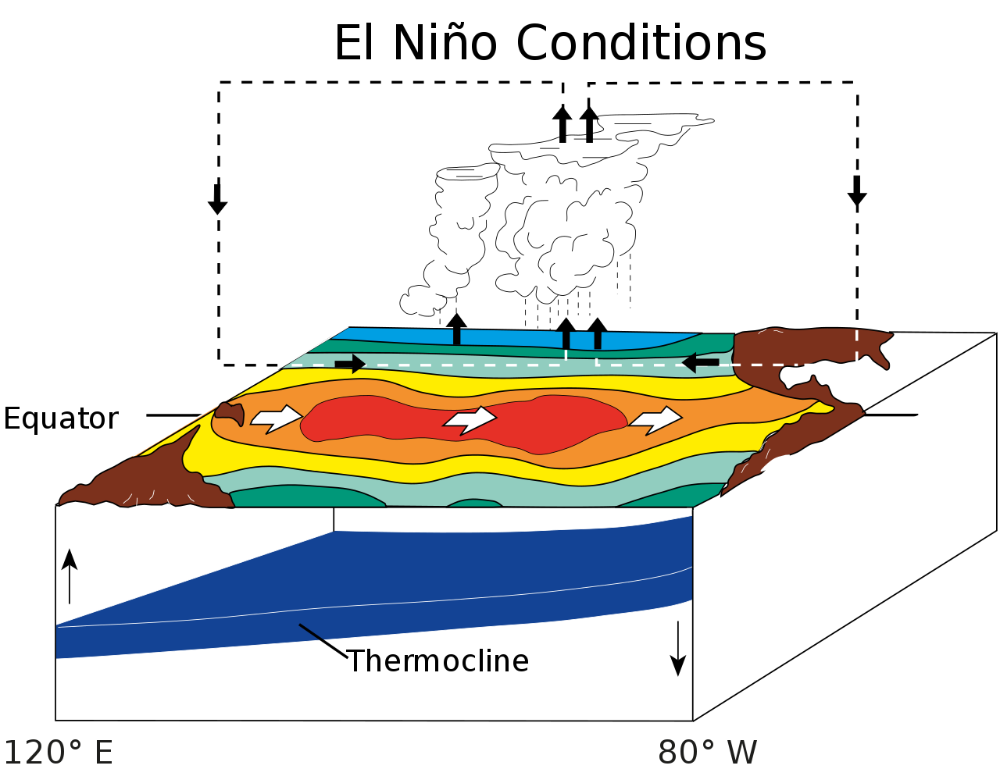 El Niño Conditions
Equator
Thermocline
120° E
80° W